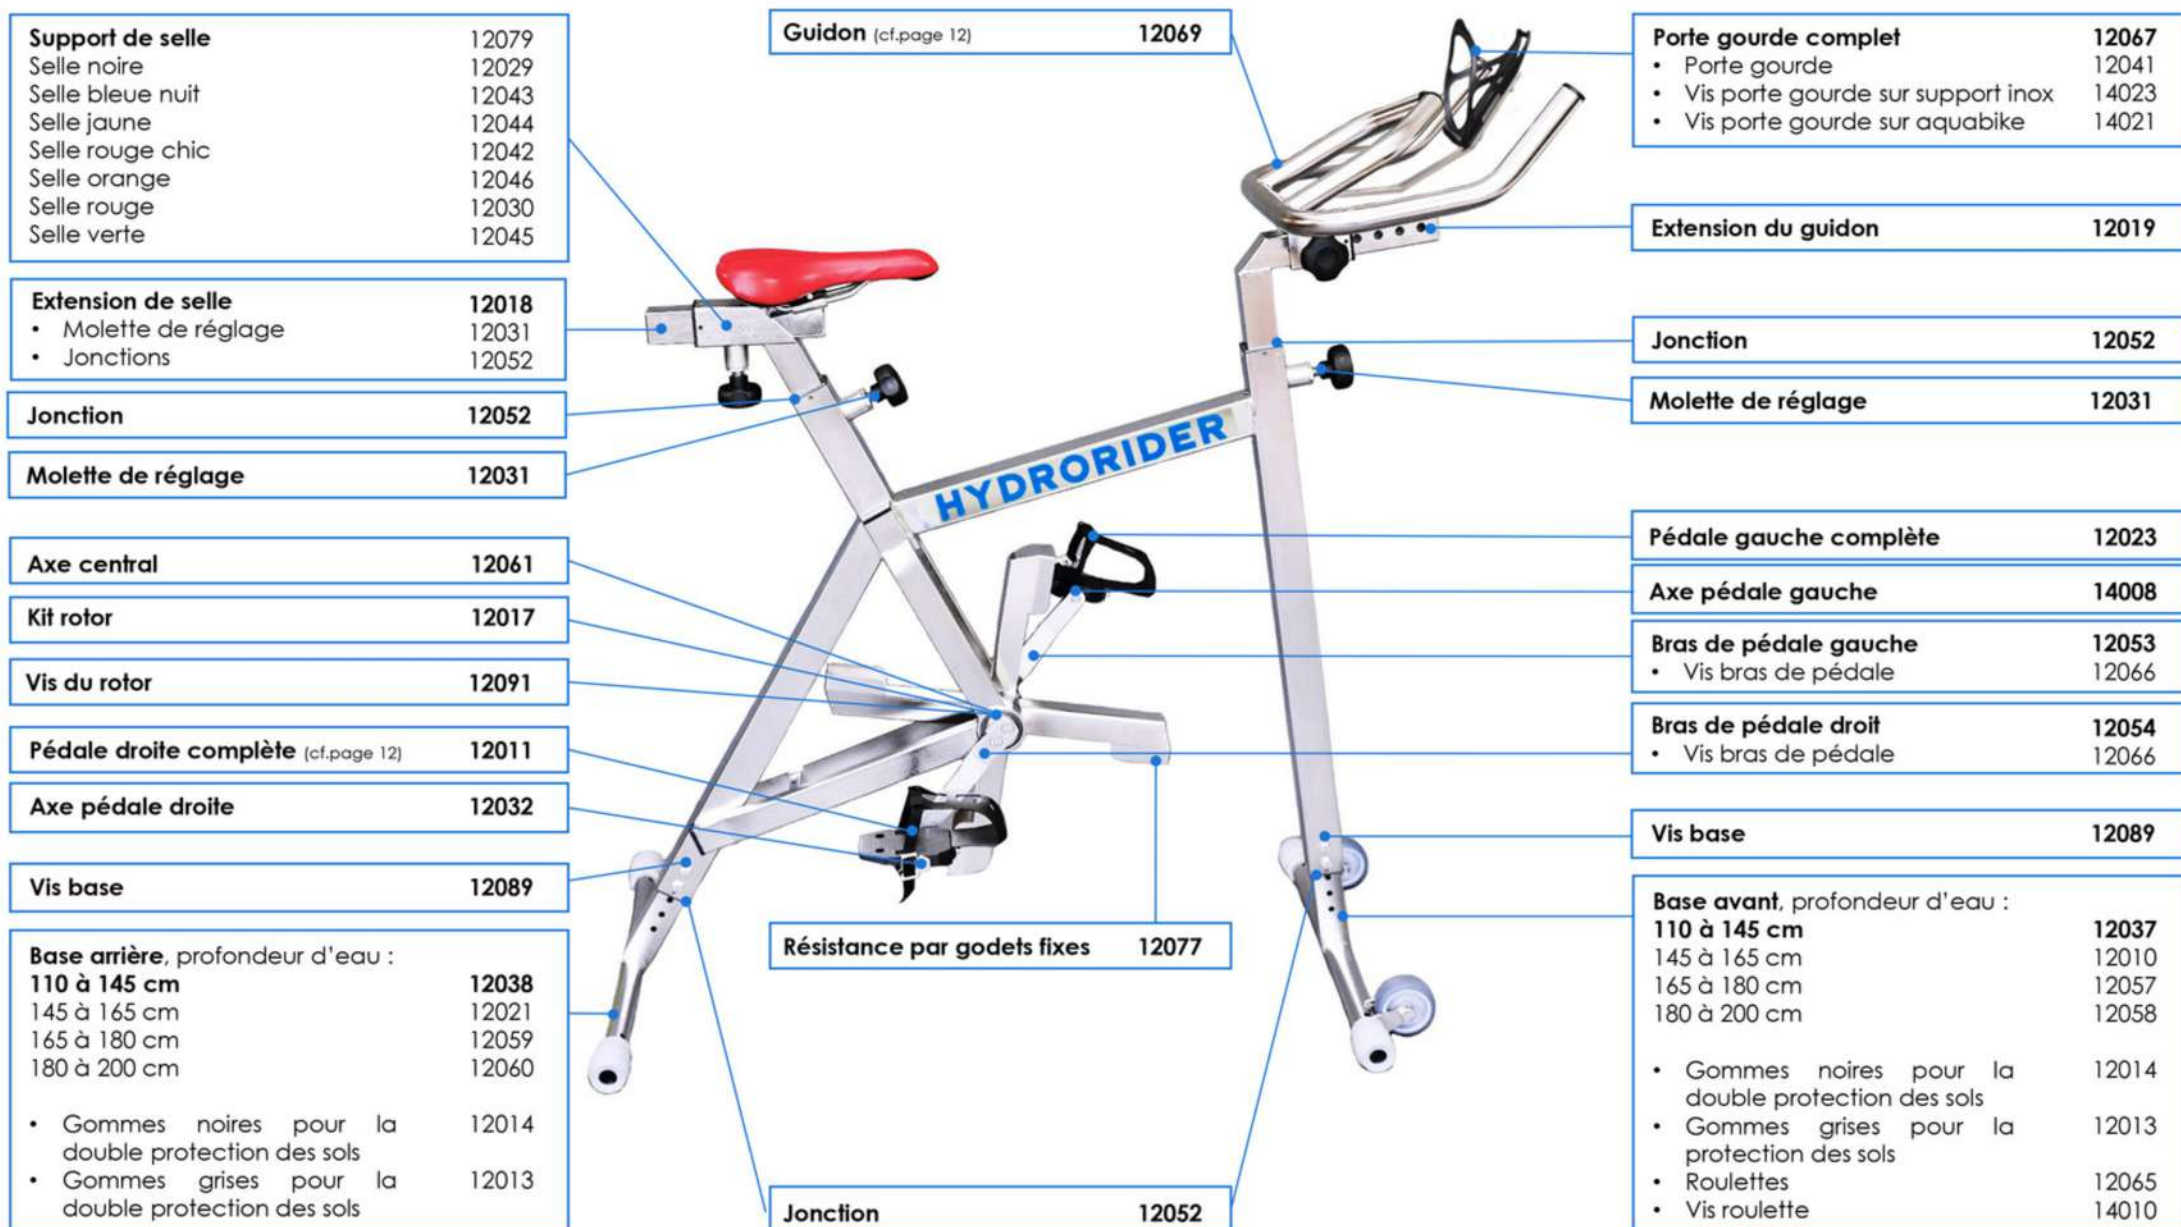 Support de selle 12079
Selle noire 12029
Selle bleue nuit 12043
Selle jaune 12044
Selle rouge chic 12042
Selle orange 12046
Selle rouge 12030
Selle verte 12045
Extension de selle 12018
• Molette de réglage 12031
• Jonctions 12052
Jonction 12052
Molette de réglage 12031
Axe central 12061
Kit rotor 12017
Vis du rotor 12091
Pédale droite complète (cf.page 12) 12011
Axe pédale droite 12032
Vis base 12089
Base arrière, profondeur d'eau :
110 à 145 cm 12038
145 à 165 cm 12021
165 à 180 cm 12059
180 à 200 cm 12060
• Gommes noires pour la 12014
double protection des sols
• Gommes grises pour la 12013
double protection des sols
Guidon (cf.page 12) 12069
HYDRORIDER
Résistance par godets fixes 12077
Jonction 12052
Porte gourde complet 12067
• Porte gourde 12041
• Vis porte gourde sur support inox 14023
• Vis porte gourde sur aquabike 14021
Extension du guidon 12019
Jonction 12052
Molette de réglage 12031
Pédale gauche complète 12023
Axe pédale gauche 14008
Bras de pédale gauche 12053
• Vis bras de pédale 12066
Bras de pédale droit 12054
• Vis bras de pédale 12066
Vis base 12089
Base avant, profondeur d'eau :
110 à 145 cm 12037
145 à 165 cm 12010
165 à 180 cm 12057
180 à 200 cm 12058
• Gommes noires pour la 12014
double protection des sols
• Gommes grises pour la 12013
protection des sols
• Roulettes 12065
• Vis roulette 14010